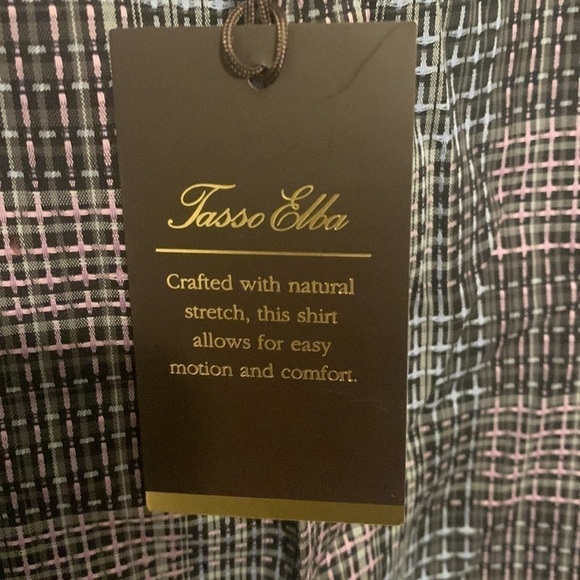 Tasso Elba
Crafted with natural
stretch, this shirt
allows for easy
motion and comfort.